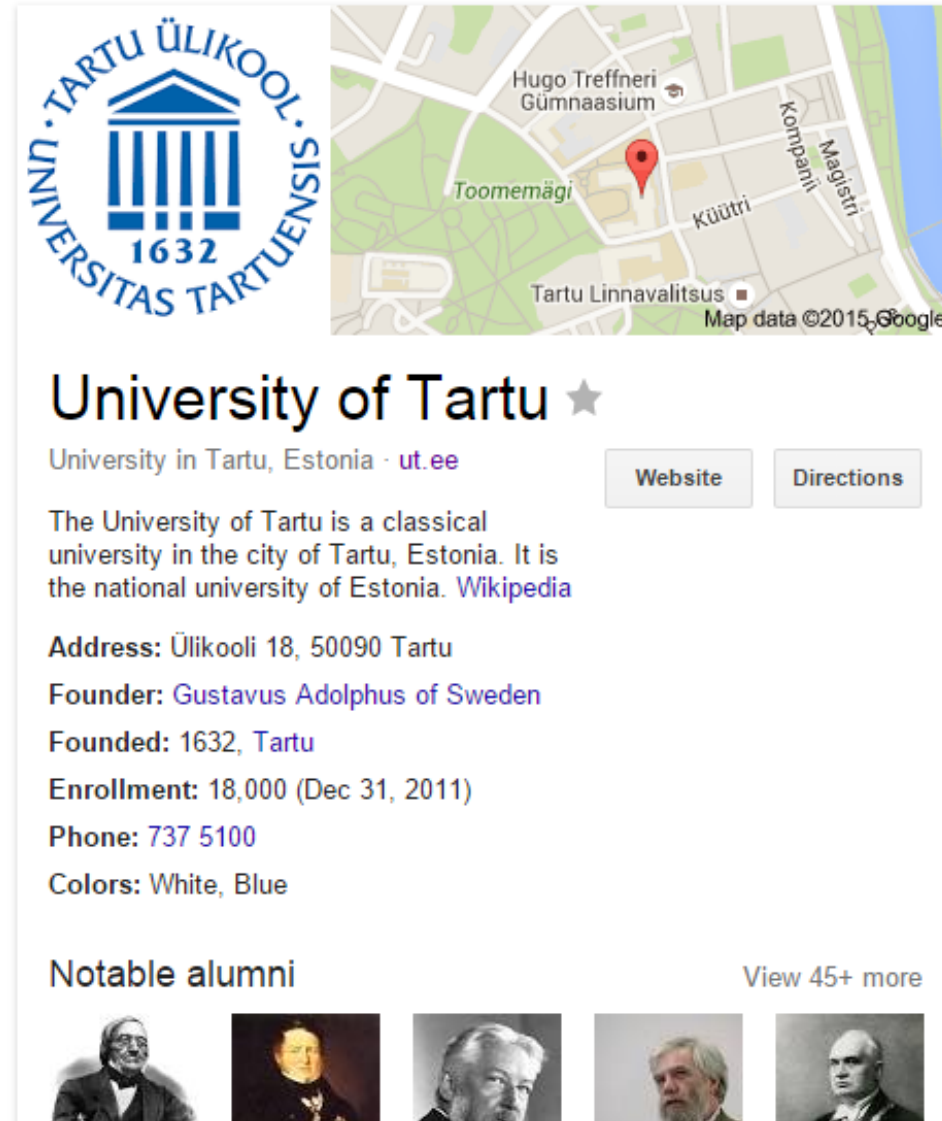 TARTU ÜLIKOOL · UNIVERSITAS TARTUENSIS ·
1632
Hugo Treffneri
Gümnaasium
Kompanii
Magistri
Toomemägi
Küütri
Tartu Linnavalitsus
Map data ©2015 Google
University of Tartu
University in Tartu, Estonia · ut.ee
Website
Directions
The University of Tartu is a classical
university in the city of Tartu, Estonia. It is
the national university of Estonia. Wikipedia
Address: Ülikooli 18, 50090 Tartu
Founder: Gustavus Adolphus of Sweden
Founded: 1632, Tartu
Enrollment: 18,000 (Dec 31, 2011)
Phone: 737 5100
Colors: White, Blue
Notable alumni
View 45+ more